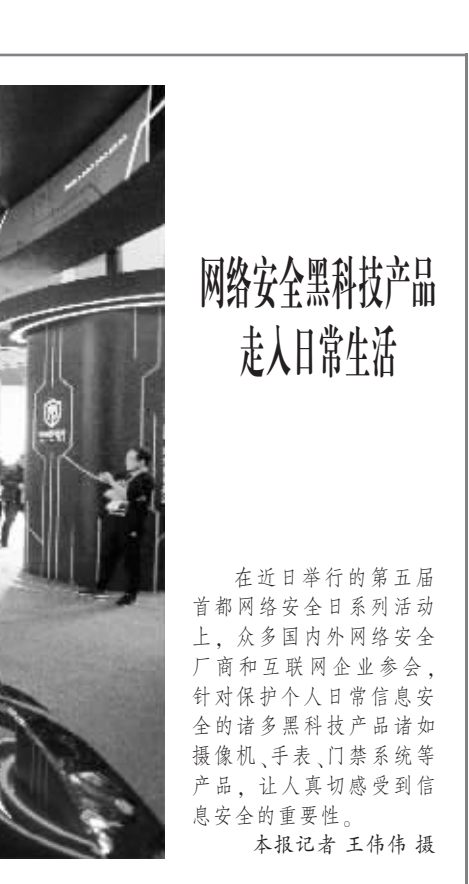 网络安全黑科技产品
走入日常生活
在近日举行的第五届
首都网络安全日系列活动
上，众多国内外网络安全
厂商和互联网企业参会，
针对保护个人日常信息安
全的诸多黑科技产品诸如
摄像机、手表、门禁系统等
产品，让人真切感受到信
息安全的重要性。
本报记者 王伟伟 摄